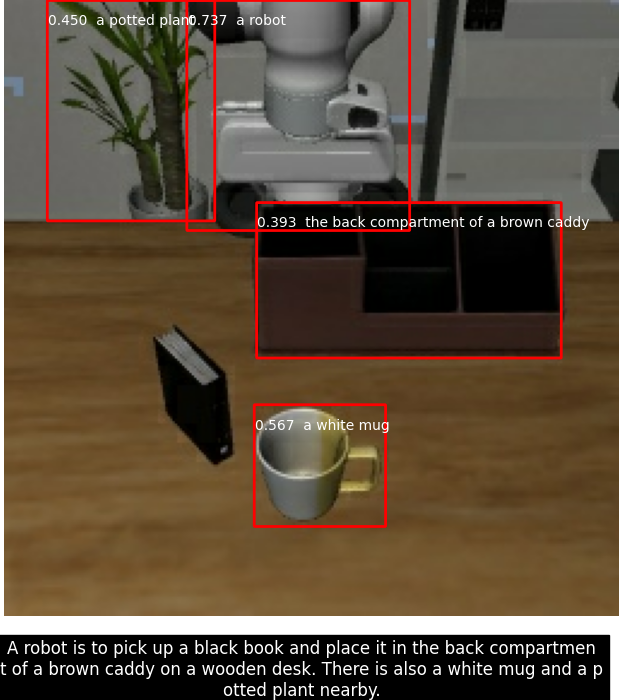 0.450  a potted plant
0.737  a robot
0.393  the back compartment of a brown caddy
0.567  a white mug
A robot is to pick up a black book and place it in the back compartmen
t of a brown caddy on a wooden desk. There is also a white mug and a p
otted plant nearby.